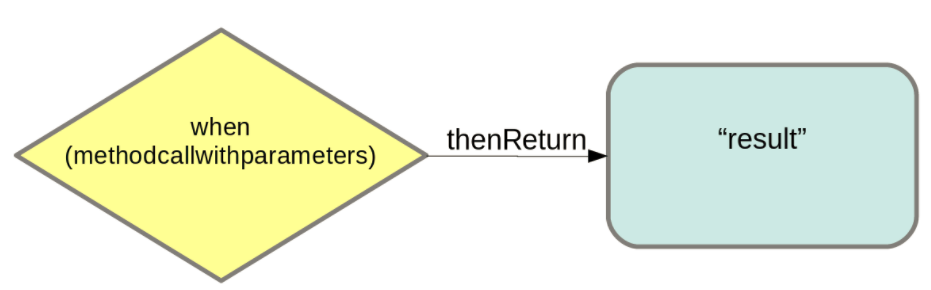 when
(methodcallwithparameters)
thenReturn
“result”